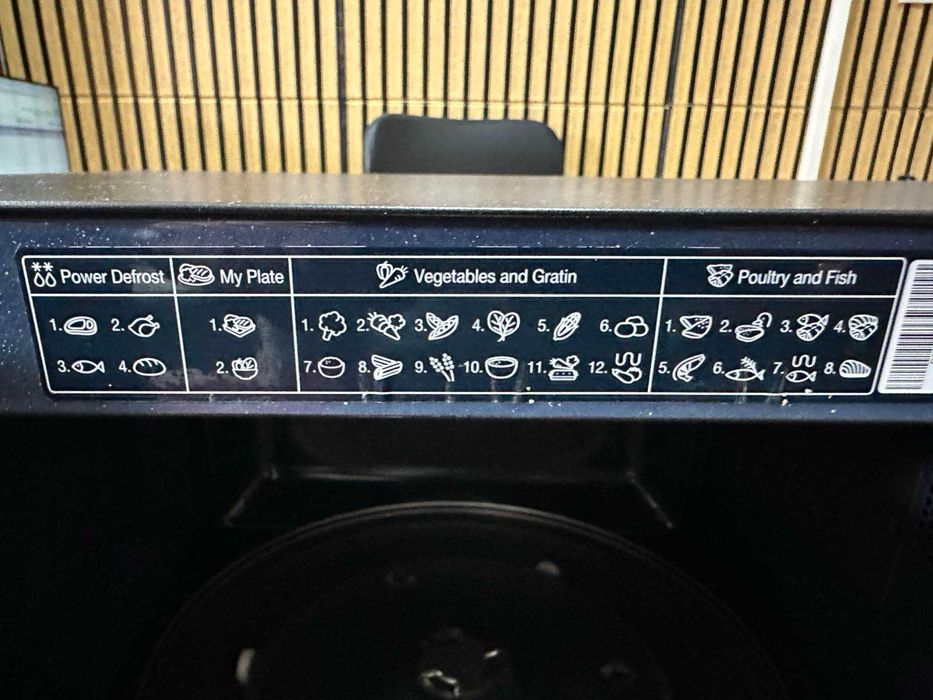 Power Defrost My Plate Vegetables and Gratin Poultry and Fish
1. 2. 1. 1. 2. 3. 4. 5. 6. 1. 2. 3. 4.
3. 4. 2. 7. 8. 9. 10. 11. 12. 5. 6. 7. 8.